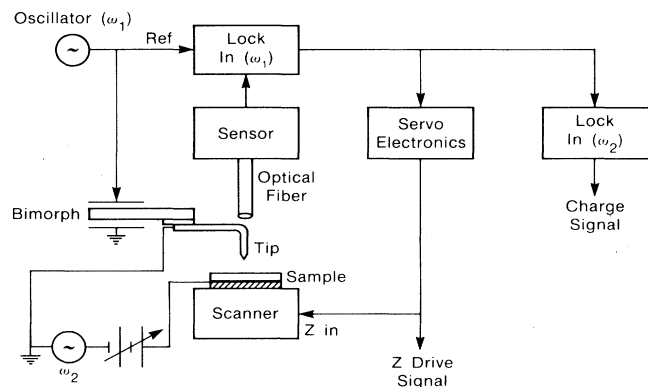 Oscillator (ω₁)
~
Ref
Lock
In (ω₁)
Sensor
Servo
Electronics
Lock
In (ω₂)
Optical
Fiber
Charge
Signal
Bimorph
Tip
Sample
Scanner
Z in
~
ω₂
Z Drive
Signal